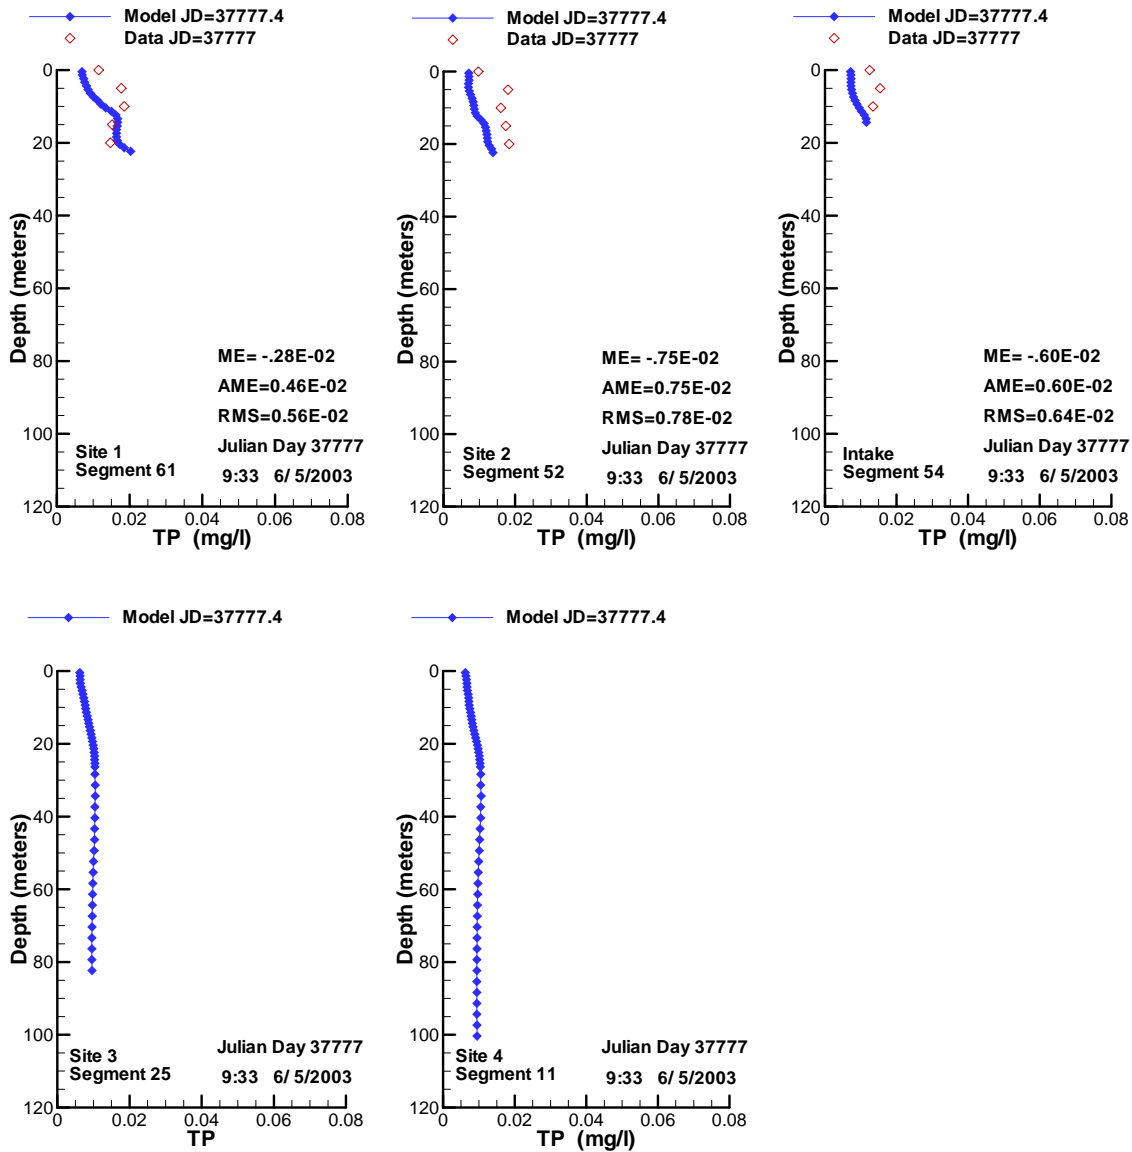 Model JD=37777.4
Data JD=37777
0
20
40
60
80
100
120
Depth (meters)
ME= -.28E-02
AME=0.46E-02
RMS=0.56E-02
Site 1
Segment 61
Julian Day 37777
9:33 6/ 5/2003
0 0.02 0.04 0.06 0.08
TP (mg/l)
Model JD=37777.4
Data JD=37777
0
20
40
60
80
100
120
Depth (meters)
ME= -.75E-02
AME=0.75E-02
RMS=0.78E-02
Site 2
Segment 52
Julian Day 37777
9:33 6/ 5/2003
0 0.02 0.04 0.06 0.08
TP (mg/l)
Model JD=37777.4
Data JD=37777
0
20
40
60
80
100
120
Depth (meters)
ME= -.60E-02
AME=0.60E-02
RMS=0.64E-02
Intake
Segment 54
Julian Day 37777
9:33 6/ 5/2003
0 0.02 0.04 0.06 0.08
TP (mg/l)
Model JD=37777.4
0
20
40
60
80
100
120
Depth (meters)
Site 3
Segment 25
Julian Day 37777
9:33 6/ 5/2003
0 0.02 0.04 0.06 0.08
TP
Model JD=37777.4
0
20
40
60
80
100
120
Depth (meters)
Site 4
Segment 11
Julian Day 37777
9:33 6/ 5/2003
0 0.02 0.04 0.06 0.08
TP (mg/l)